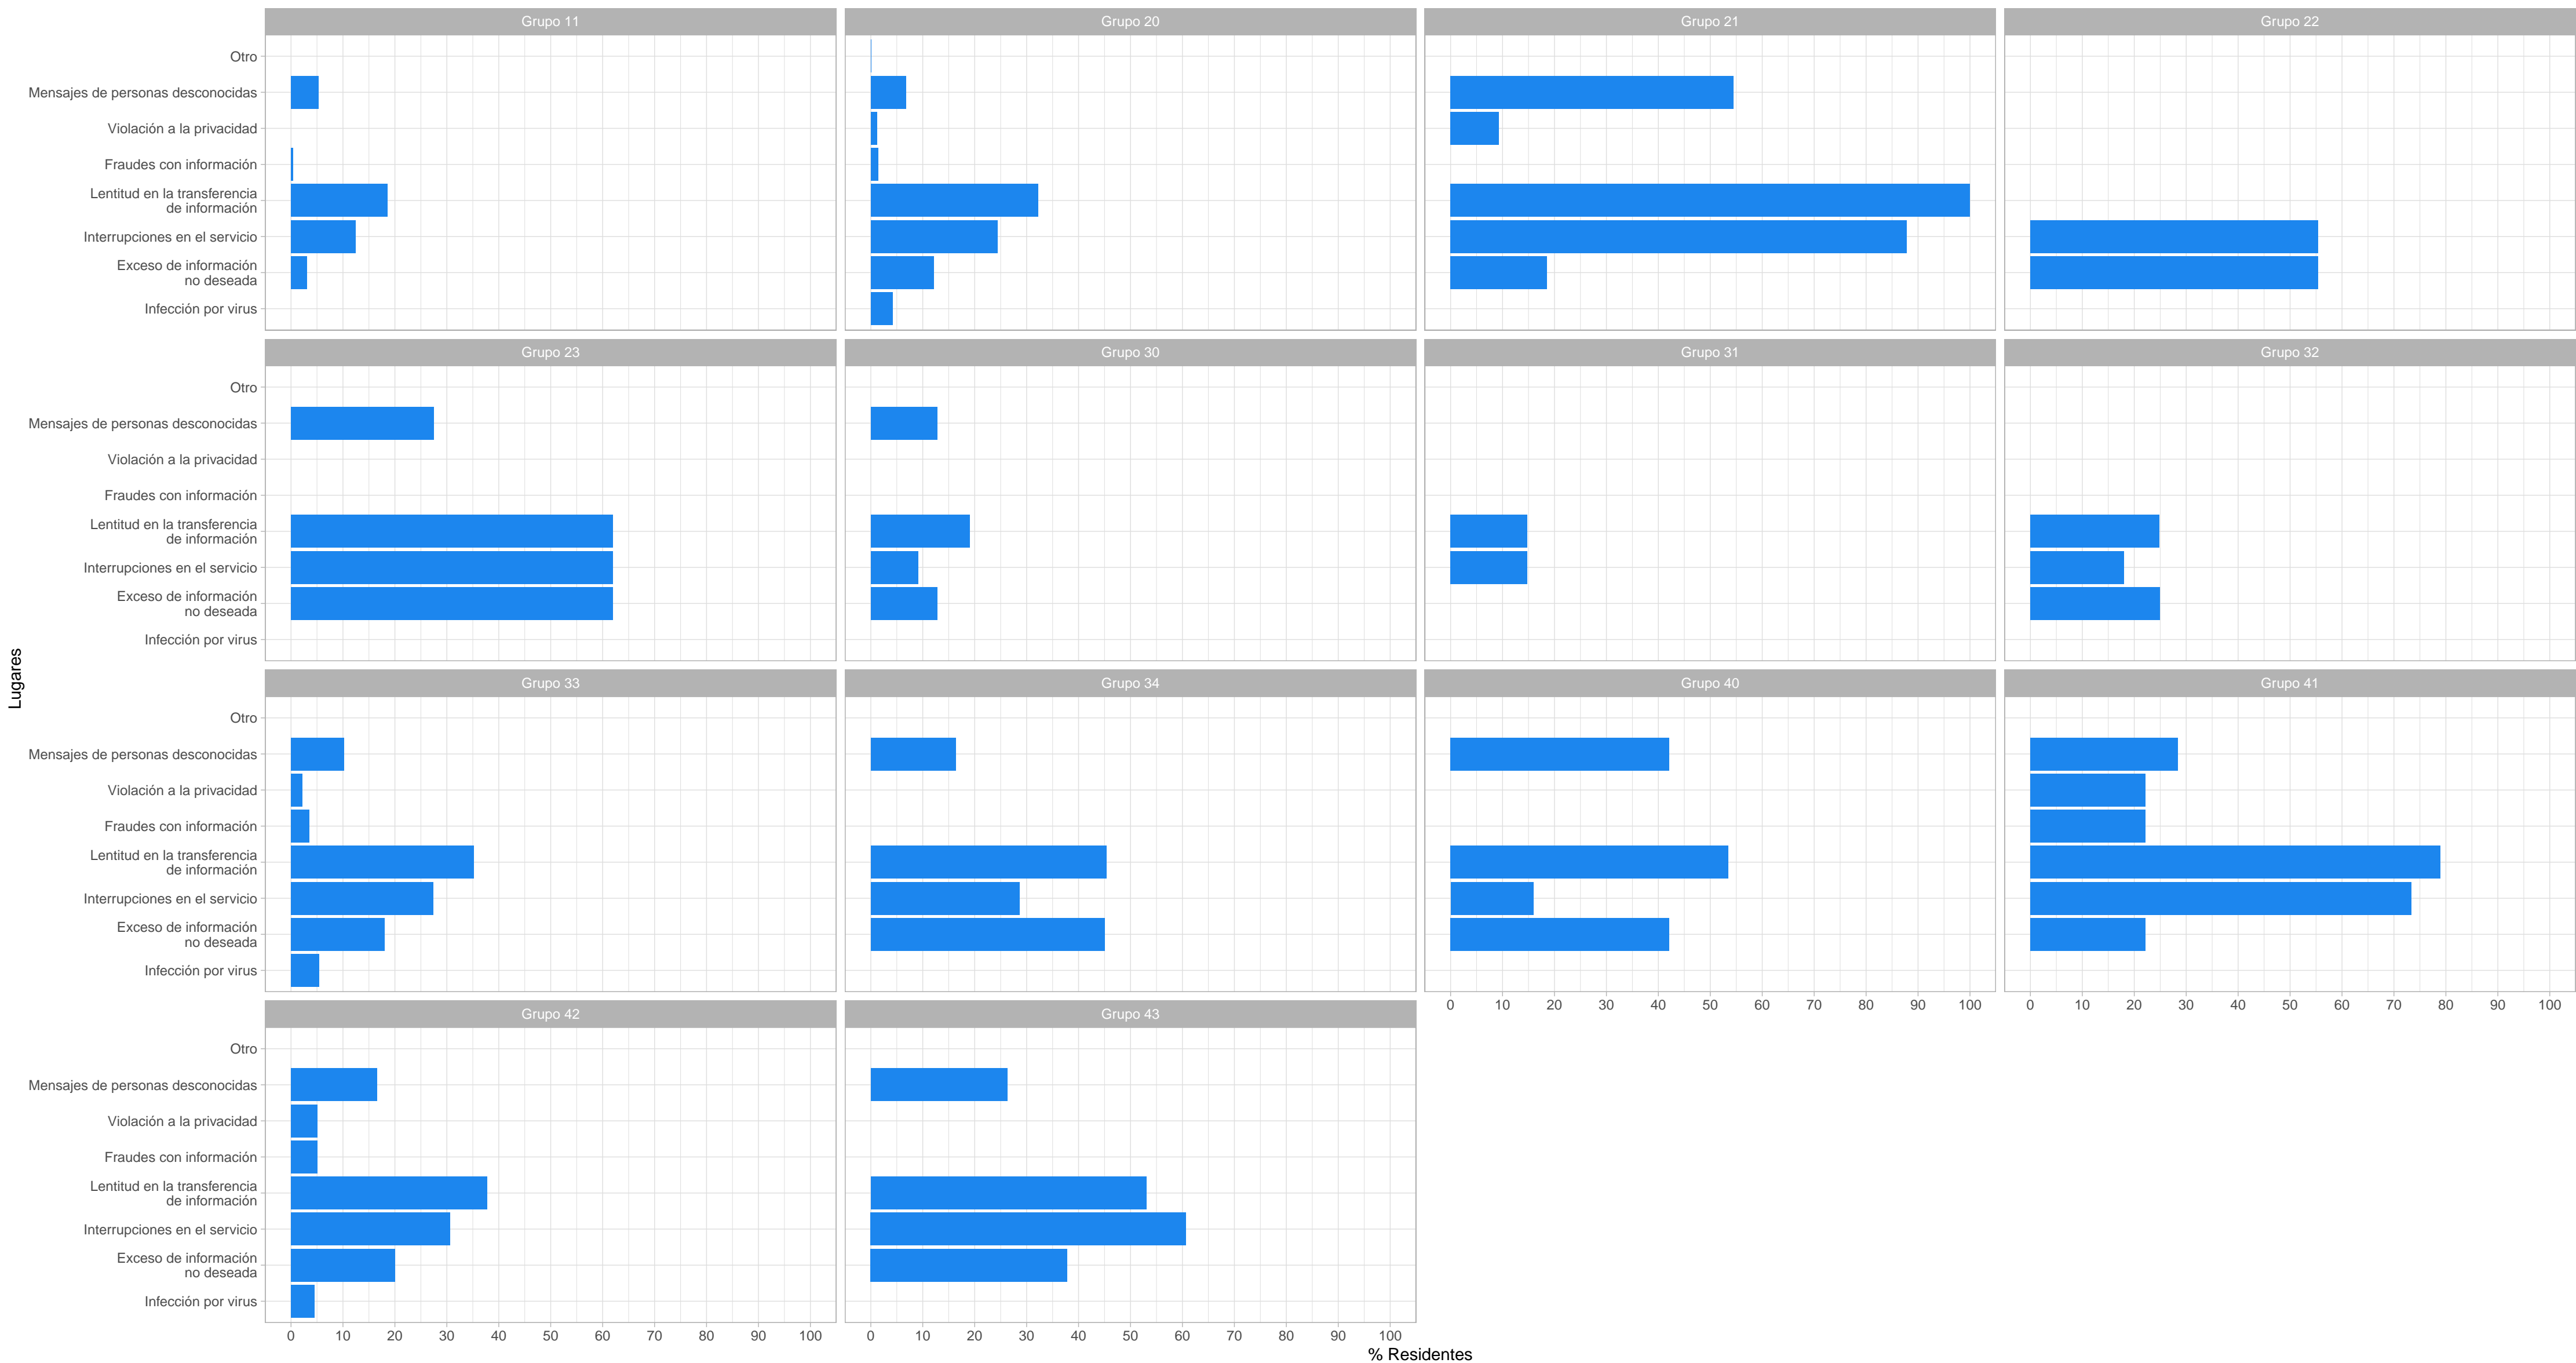 Grupo 11
Grupo 20
Grupo 21
Grupo 22
Otro
Mensajes de personas desconocidas
Violación a la privacidad
Fraudes con información
Lentitud en la transferencia
de información
Interrupciones en el servicio
Exceso de información
no deseada
Infección por virus
Grupo 23
Grupo 30
Grupo 31
Grupo 32
Otro
Mensajes de personas desconocidas
Violación a la privacidad
Fraudes con información
Lentitud en la transferencia
de información
Interrupciones en el servicio
Exceso de información
no deseada
Infección por virus
Lugares
Grupo 33
Grupo 34
Grupo 40
Grupo 41
Otro
Mensajes de personas desconocidas
Violación a la privacidad
Fraudes con información
Lentitud en la transferencia
de información
Interrupciones en el servicio
Exceso de información
no deseada
Infección por virus
0 10 20 30 40 50 60 70 80 90 100
0 10 20 30 40 50 60 70 80 90 100
Grupo 42
Grupo 43
Otro
Mensajes de personas desconocidas
Violación a la privacidad
Fraudes con información
Lentitud en la transferencia
de información
Interrupciones en el servicio
Exceso de información
no deseada
Infección por virus
0 10 20 30 40 50 60 70 80 90 100
0 10 20 30 40 50 60 70 80 90 100
% Residentes